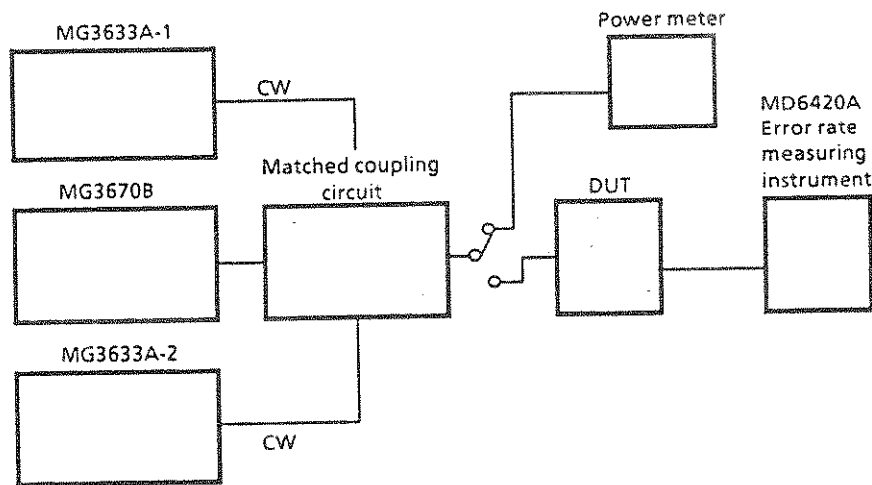 Power meter
MG3633A-1
CW
MD6420A
Error rate
measuring
instrument
Matched coupling
circuit
MG3670B
DUT
MG3633A-2
CW